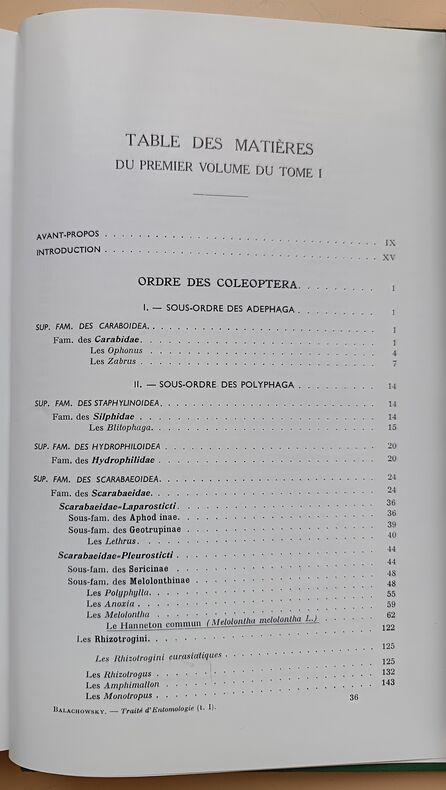 TABLE DES MATIÈRES
DU PREMIER VOLUME DU TOME I
AVANT-PROPOS . . . . . IX
INTRODUCTION . . . . . XV
ORDRE DES COLEOPTERA. . . . . . 1
I. — SOUS-ORDRE DES ADEPHAGA . . . . . 1
SUP. FAM. DES CARABOIDEA. . . . . . 1
Fam. des Carabidae. . . . . . 1
Les Ophonus . . . . . 4
Les Zabrus . . . . . 7
II. — SOUS-ORDRE DES POLYPHAGA . . . . . 14
SUP. FAM. DES STAPHYLINOIDEA. . . . . . 14
Fam. des Silphidae . . . . . 14
Les Blitophaga. . . . . . 15
SUP. FAM. DES HYDROPHILOIDEA . . . . . 20
Fam. des Hydrophilidae . . . . . 20
SUP. FAM. DES SCARABAEOIDEA. . . . . . 24
Fam. des Scarabaeidae. . . . . . 24
Scarabaeidae-Laparosticti . . . . . 36
Sous-fam. des Aphod inae. . . . . . 36
Sous-fam. des Geotrupinae . . . . . 39
Les Lethrus. . . . . . 40
Scarabaeidae-Pleurosticti . . . . . 44
Sous-fam. des Sericinae . . . . . 44
Sous-fam. des Melolonthinae . . . . . 48
Les Polyphylla. . . . . . 48
Les Anoxia. . . . . . 55
Les Melolontha . . . . . 59
Le Hanneton commun (Melolontha melolontha L.) . . . . . 62
Les Rhizotrogini. . . . . . 122
Les Rhizotrogini eurasiatiques . . . . . 125
Les Rhizotrogus . . . . . 125
Les Amphimallon . . . . . 132
Les Monotropus . . . . . 143
BALACHOWSKY. — Traité d'Entomologie (t. I). 36